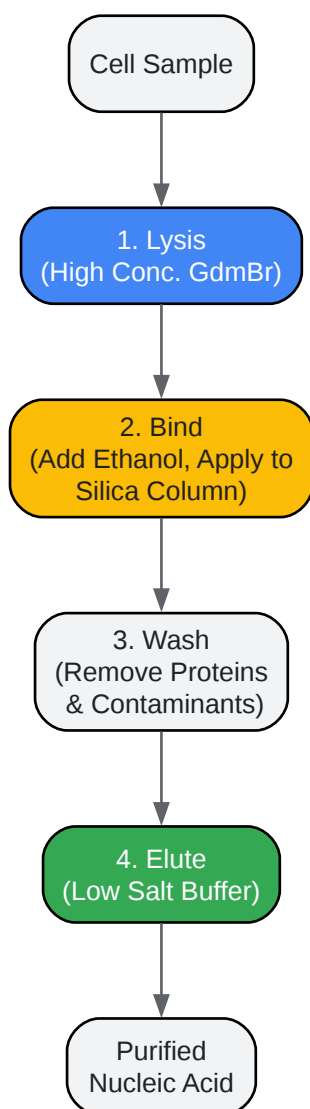 Cell Sample
1. Lysis
(High Conc. GdmBr)
2. Bind
(Add Ethanol, Apply to
Silica Column)
3. Wash
(Remove Proteins
& Contaminants)
4. Elute
(Low Salt Buffer)
Purified
Nucleic Acid